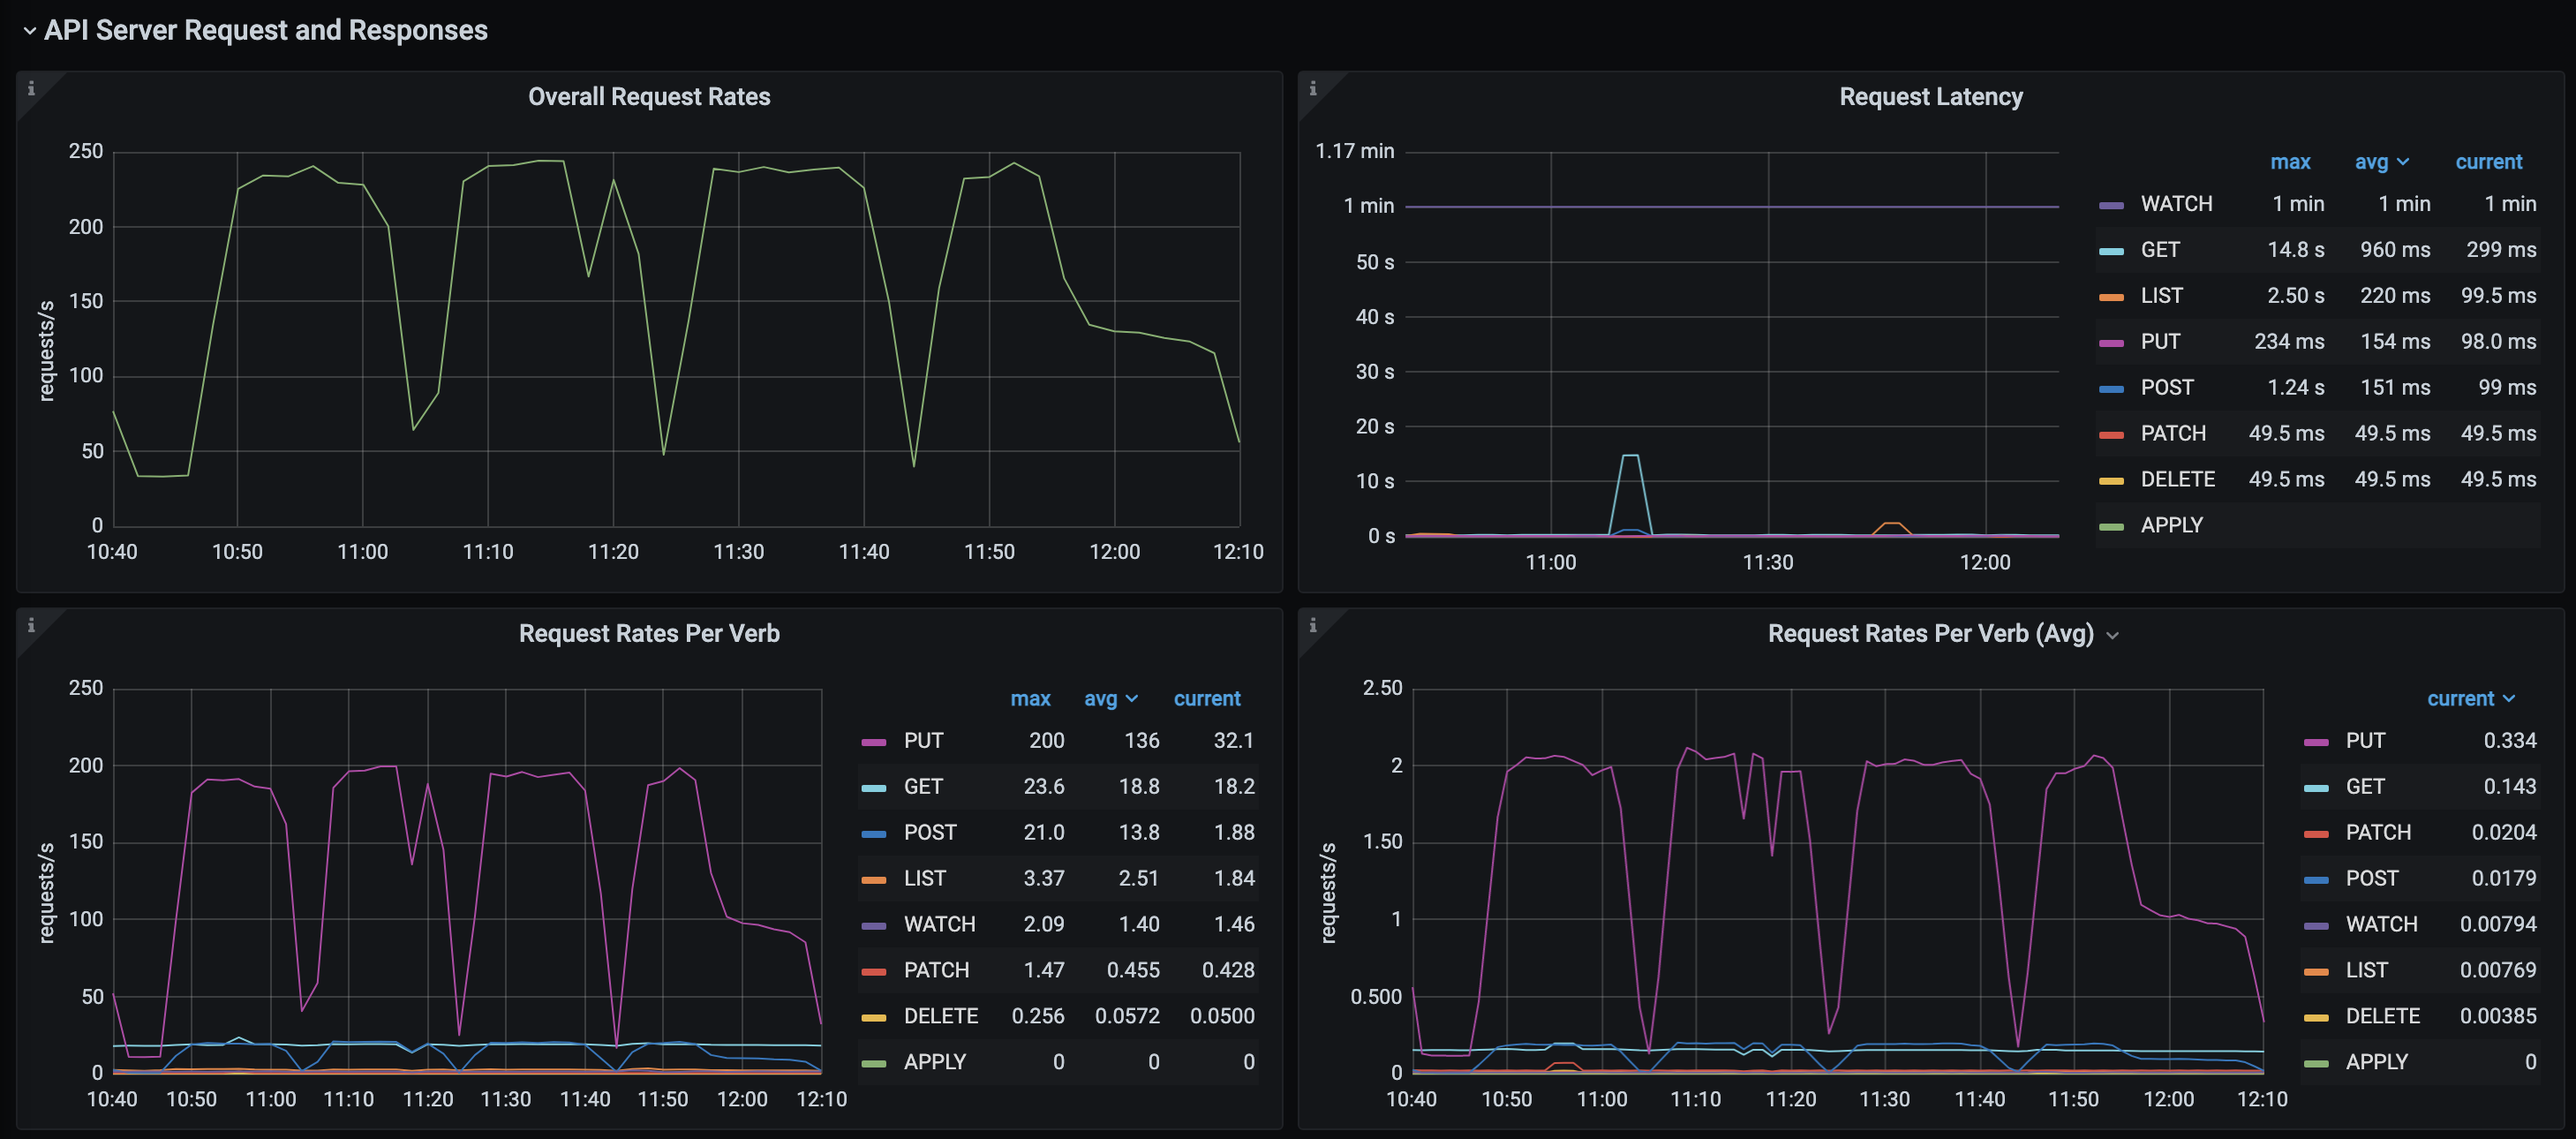 API Server Request and Responses
Overall Request Rates
requests/s
250
200
150
100
50
0
10:40 10:50 11:00 11:10 11:20 11:30 11:40 11:50 12:00 12:10
Request Latency
1.17 min
1 min
50 s
40 s
30 s
20 s
10 s
0 s
11:00 11:30 12:00
max avg current
WATCH 1 min 1 min 1 min
GET 14.8 s 960 ms 299 ms
LIST 2.50 s 220 ms 99.5 ms
PUT 234 ms 154 ms 98.0 ms
POST 1.24 s 151 ms 99 ms
PATCH 49.5 ms 49.5 ms 49.5 ms
DELETE 49.5 ms 49.5 ms 49.5 ms
APPLY
Request Rates Per Verb
requests/s
250
200
150
100
50
0
10:40 10:50 11:00 11:10 11:20 11:30 11:40 11:50 12:00 12:10
max avg current
PUT 200 136 32.1
GET 23.6 18.8 18.2
POST 21.0 13.8 1.88
LIST 3.37 2.51 1.84
WATCH 2.09 1.40 1.46
PATCH 1.47 0.455 0.428
DELETE 0.256 0.0572 0.0500
APPLY 0 0 0
Request Rates Per Verb (Avg)
requests/s
2.50
2
1.50
1
0.500
0
10:40 10:50 11:00 11:10 11:20 11:30 11:40 11:50 12:00 12:10
current
PUT 0.334
GET 0.143
PATCH 0.0204
POST 0.0179
WATCH 0.00794
LIST 0.00769
DELETE 0.00385
APPLY 0